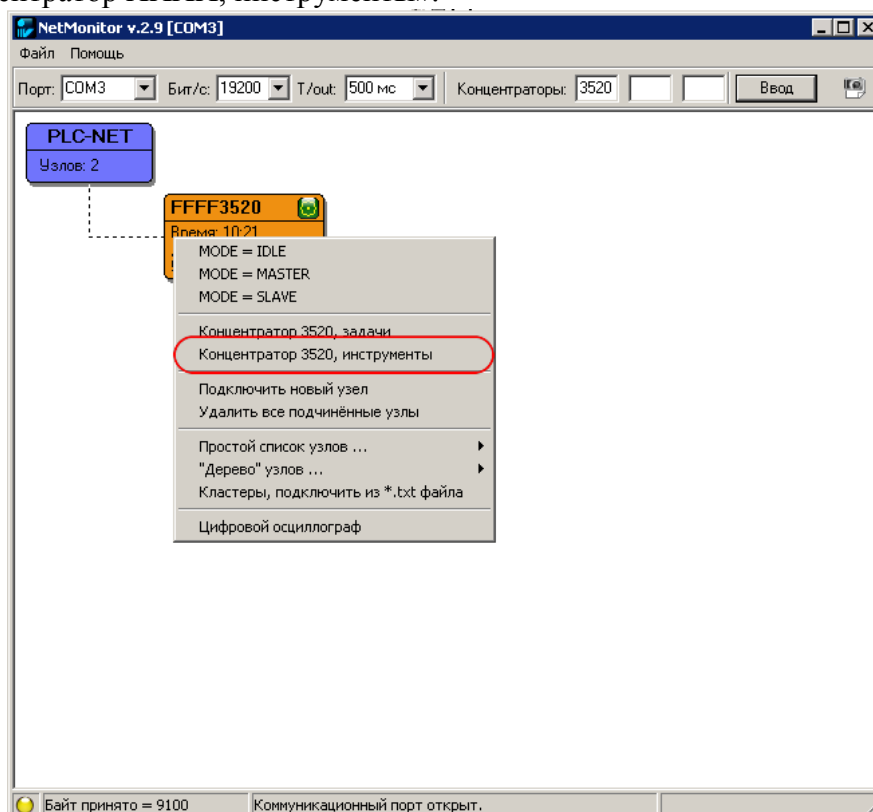 NetMonitor v.2.9 [COM3]
Файл Помощь
Порт: COM3 Бит/с: 19200 T/out: 500 мс Концентраторы: 3520 Ввод
PLC-NET
Узлов: 2
FFFF3520
Время: 10:21
MODE = IDLE
MODE = MASTER
MODE = SLAVE
Концентратор 3520, задачи
Концентратор 3520, инструменты
Подключить новый узел
Удалить все подчинённые узлы
Простой список узлов ...
"Дерево" узлов ...
Кластеры, подключить из *.txt файла
Цифровой осциллограф
Байт принято = 9100 Коммуникационный порт открыт.